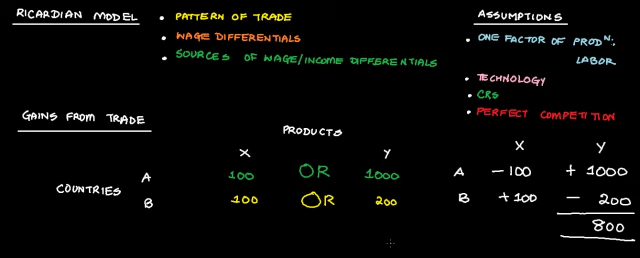 RICARDIAN MODEL
• PATTERN OF TRADE
• WAGE DIFFERENTIALS
• SOURCES OF WAGE/INCOME DIFFERENTIALS
ASSUMPTIONS
• ONE FACTOR OF PRODᴺ:
LABOR
• TECHNOLOGY
• CRS
• PERFECT COMPETITION
GAINS FROM TRADE
PRODUCTS
X Y
COUNTRIES
A 100 OR 1000
B 100 OR 200
X Y
A -100 + 1000
B +100 - 200
800